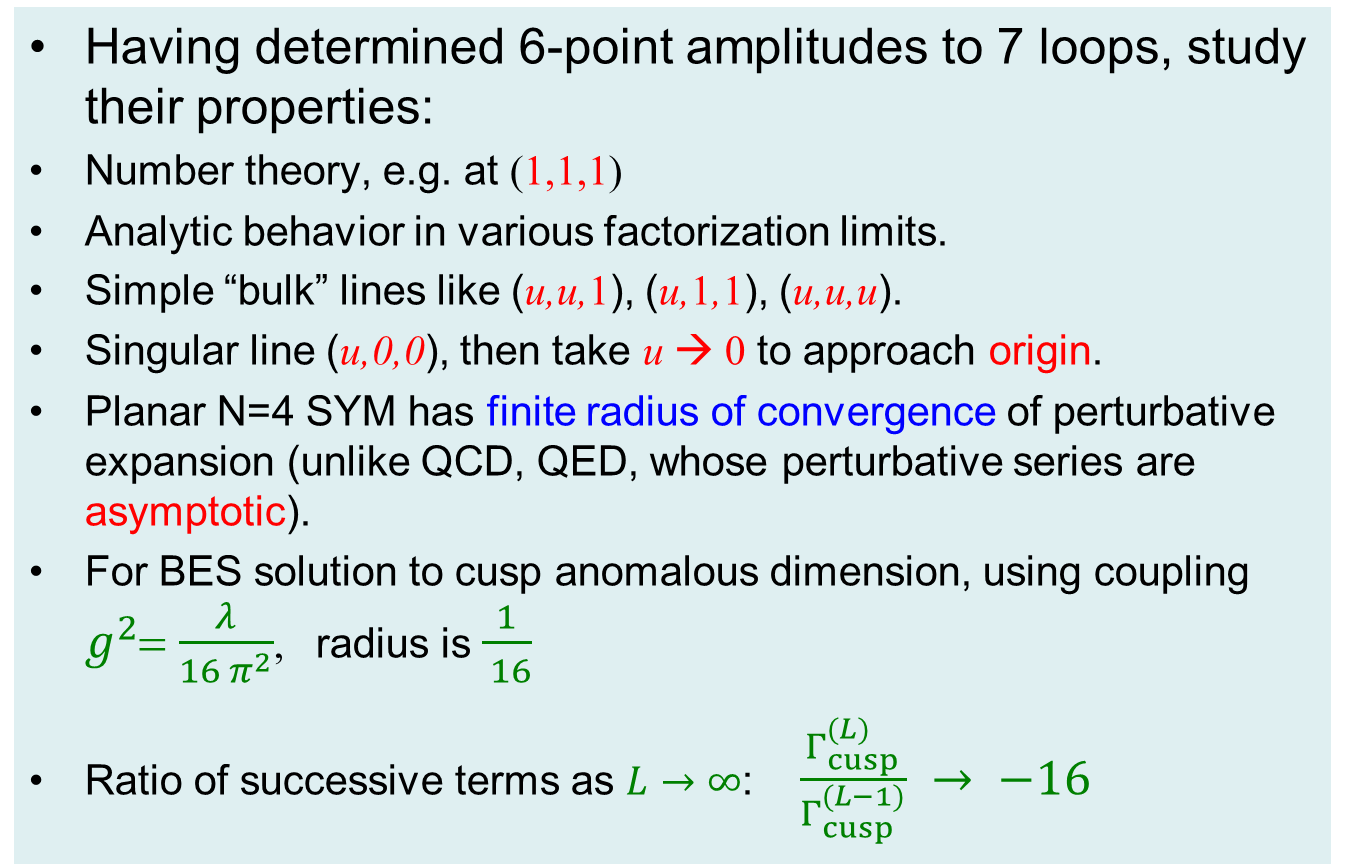 • Having determined 6-point amplitudes to 7 loops, study
their properties:
• Number theory, e.g. at (1,1,1)
• Analytic behavior in various factorization limits.
• Simple “bulk” lines like (u,u,1), (u,1,1), (u,u,u).
• Singular line (u,0,0), then take u → 0 to approach origin.
• Planar N=4 SYM has finite radius of convergence of perturbative
expansion (unlike QCD, QED, whose perturbative series are
asymptotic).
• For BES solution to cusp anomalous dimension, using coupling
g² = λ / (16 π²), radius is 1/16
• Ratio of successive terms as L → ∞: Γ_cusp^(L) / Γ_cusp^(L−1) → −16